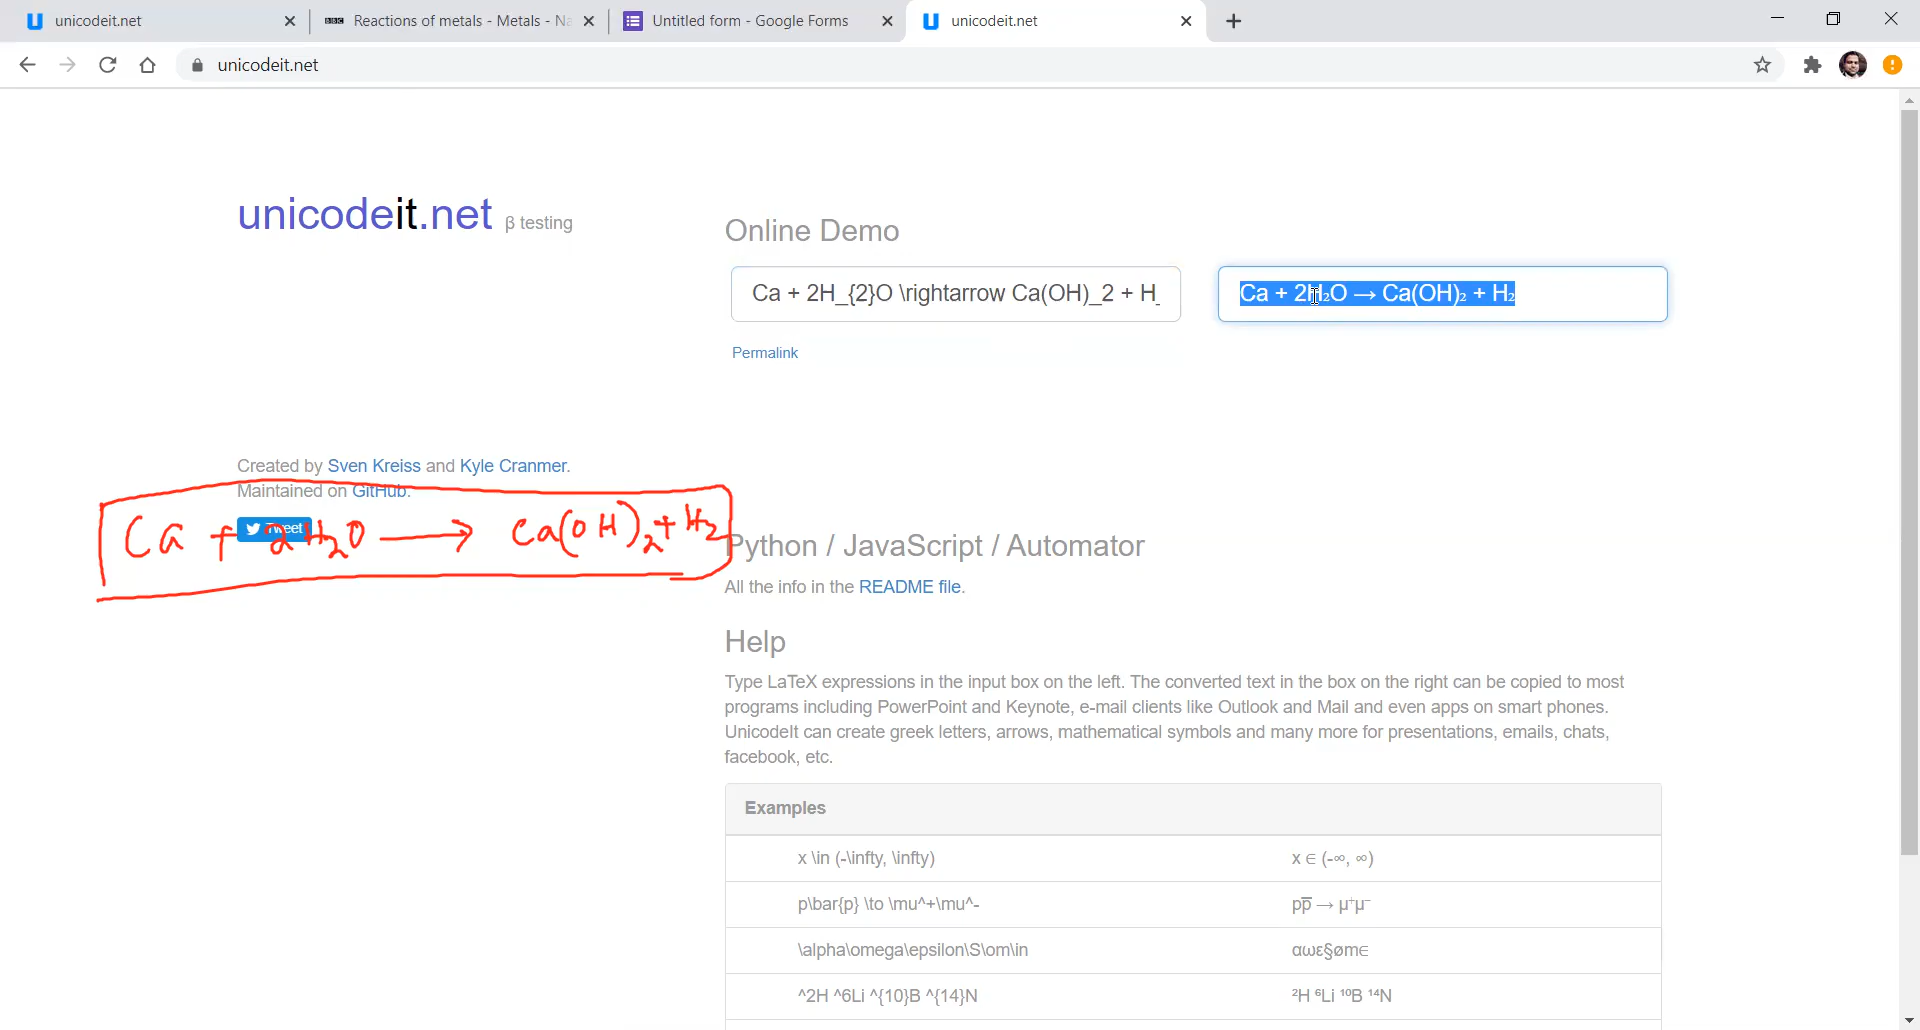 unicodeit.net
Reactions of metals - Metals - Na
Untitled form - Google Forms
unicodeit.net
unicodeit.net
unicodeit.net β testing
Online Demo
Ca + 2H_{2}O \rightarrow Ca(OH)_2 + H_
Ca + 2H₂O → Ca(OH)₂ + H₂
Permalink
Created by Sven Kreiss and Kyle Cranmer.
Maintained on GitHub.
Tweet
Ca + 2H₂O → Ca(OH)₂ + H₂
Python / JavaScript / Automator
All the info in the README file.
Help
Type LaTeX expressions in the input box on the left. The converted text in the box on the right can be copied to most
programs including PowerPoint and Keynote, e-mail clients like Outlook and Mail and even apps on smart phones.
UnicodeIt can create greek letters, arrows, mathematical symbols and many more for presentations, emails, chats,
facebook, etc.
Examples
x \in (-\infty, \infty) x ∈ (-∞, ∞)
p\bar{p} \to \mu^+\mu^- pp̅ → μ⁺μ⁻
\alpha\omega\epsilon\S\om\in αωε§øm∈
^2H ^6Li ^{10}B ^{14}N ²H ⁶Li ¹⁰B ¹⁴N